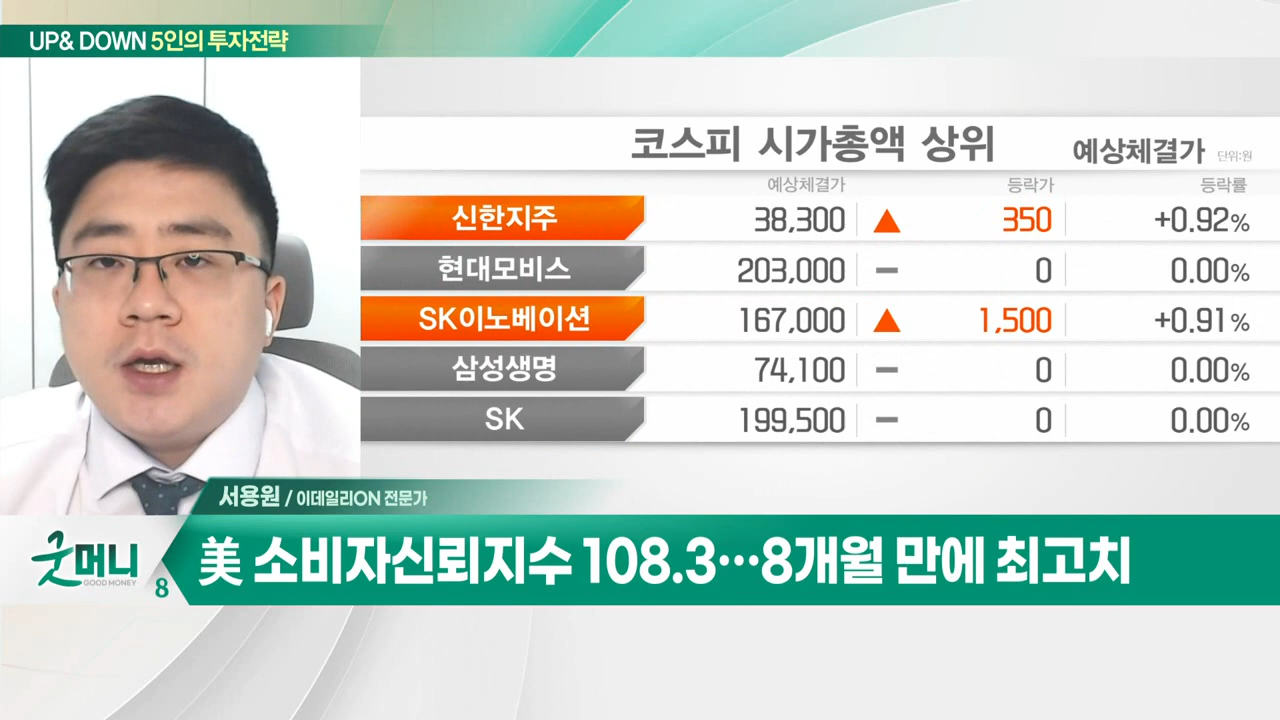 UP& DOWN 5인의 투자전략
코스피 시가총액 상위 예상체결가 단위:원
예상체결가 등락가 등락률
신한지주 38,300 ▲ 350 +0.92%
현대모비스 203,000 － 0 0.00%
SK이노베이션 167,000 ▲ 1,500 +0.91%
삼성생명 74,100 － 0 0.00%
SK 199,500 － 0 0.00%
서용원 / 이데일리ON 전문가
굿머니 GOOD MONEY 8
美 소비자신뢰지수 108.3…8개월 만에 최고치